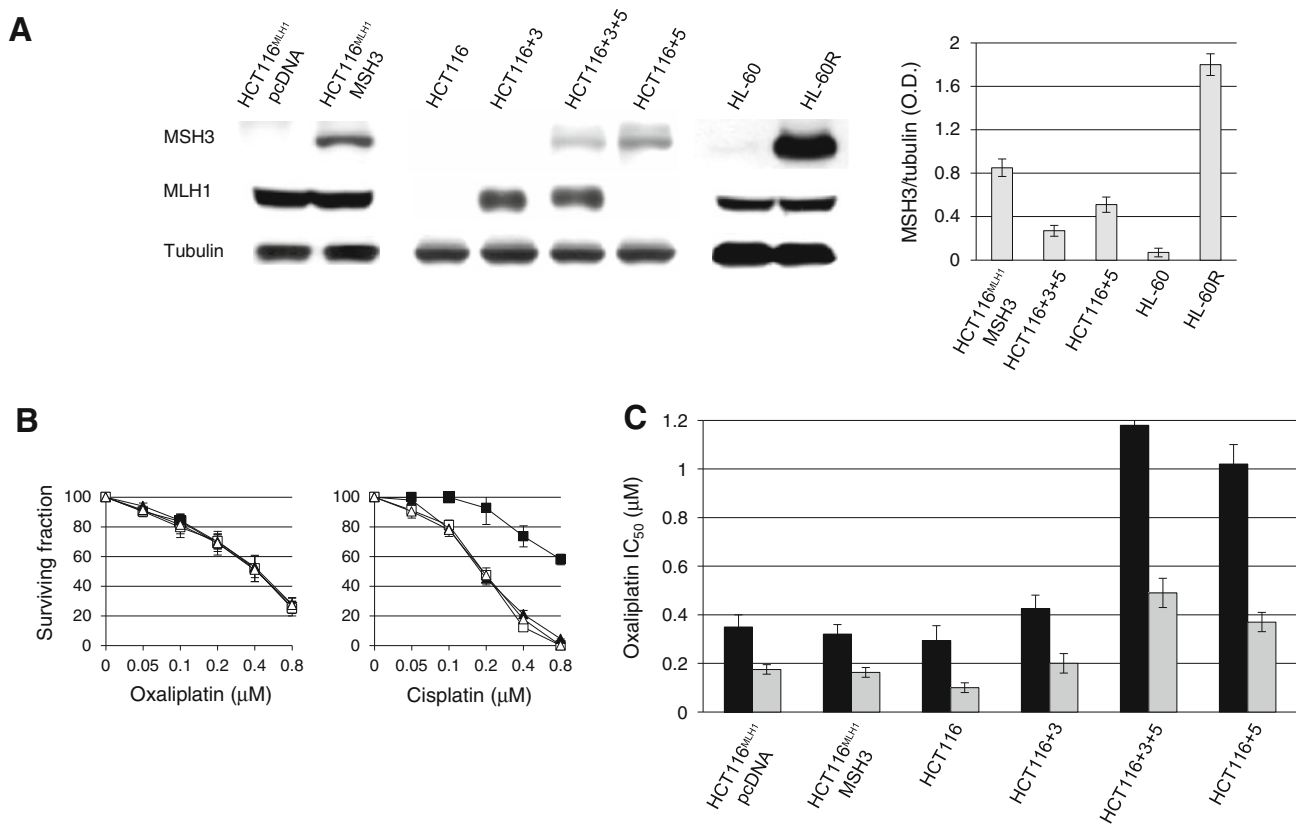 A
HCT116MLH1
pcDNA
HCT116MLH1
MSH3
HCT116
HCT116+3
HCT116+3+5
HCT116+5
HL-60
HL-60R
MSH3
MLH1
Tubulin
MSH3/tubulin (O.D.)
2
1.6
1.2
0.8
0.4
0
HCT116MLH1
MSH3
HCT116+3+5
HCT116+5
HL-60
HL-60R
B
Surviving fraction
100
80
60
40
20
0
0 0.05 0.1 0.2 0.4 0.8
Oxaliplatin (μM)
100
80
60
40
20
0
0 0.05 0.1 0.2 0.4 0.8
Cisplatin (μM)
C
Oxaliplatin IC50 (μM)
1.2
1
0.8
0.6
0.4
0.2
0
HCT116MLH1
pcDNA
HCT116MLH1
MSH3
HCT116
HCT116+3
HCT116+3+5
HCT116+5